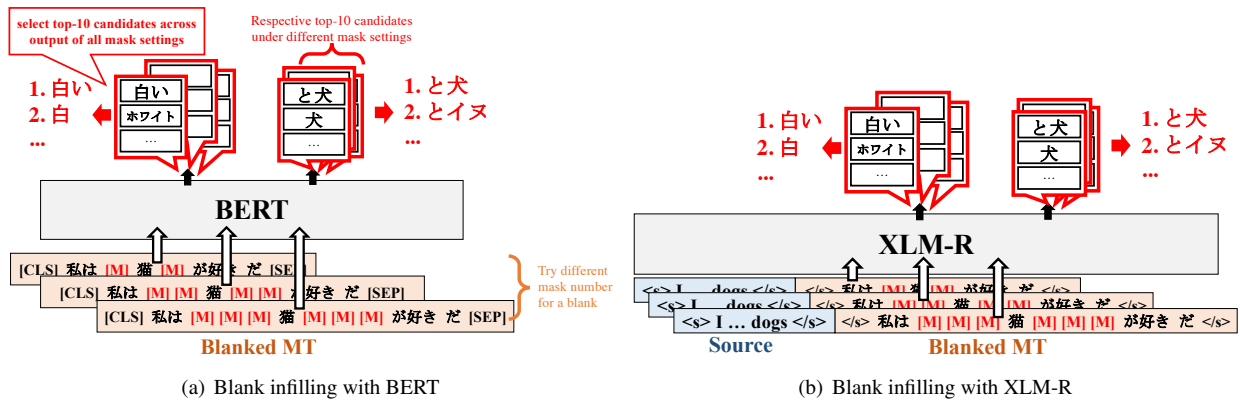 select top-10 candidates across
output of all mask settings
Respective top-10 candidates
under different mask settings
1. 白い
2. 白
...
白い
ホワイト
...
と犬
犬
...
1. と犬
2. とイヌ
...
BERT
[CLS] 私は [M] 猫 [M] が好き だ [SEP]
[CLS] 私は [M] [M] 猫 [M] [M] が好き だ [SEP]
[CLS] 私は [M] [M] [M] 猫 [M] [M] [M] が好き だ [SEP]
Try different
mask number
for a blank
Blanked MT
(a) Blank infilling with BERT
1. 白い
2. 白
...
白い
ホワイト
...
と犬
犬
...
1. と犬
2. とイヌ
...
XLM-R
<s> I ... dogs </s> </s> 私は [M] 猫 [M] が好き だ </s>
<s> I ... dogs </s> </s> 私は [M] [M] 猫 [M] [M] が好き だ </s>
<s> I ... dogs </s> </s> 私は [M] [M] [M] 猫 [M] [M] [M] が好き だ </s>
Source
Blanked MT
(b) Blank infilling with XLM-R